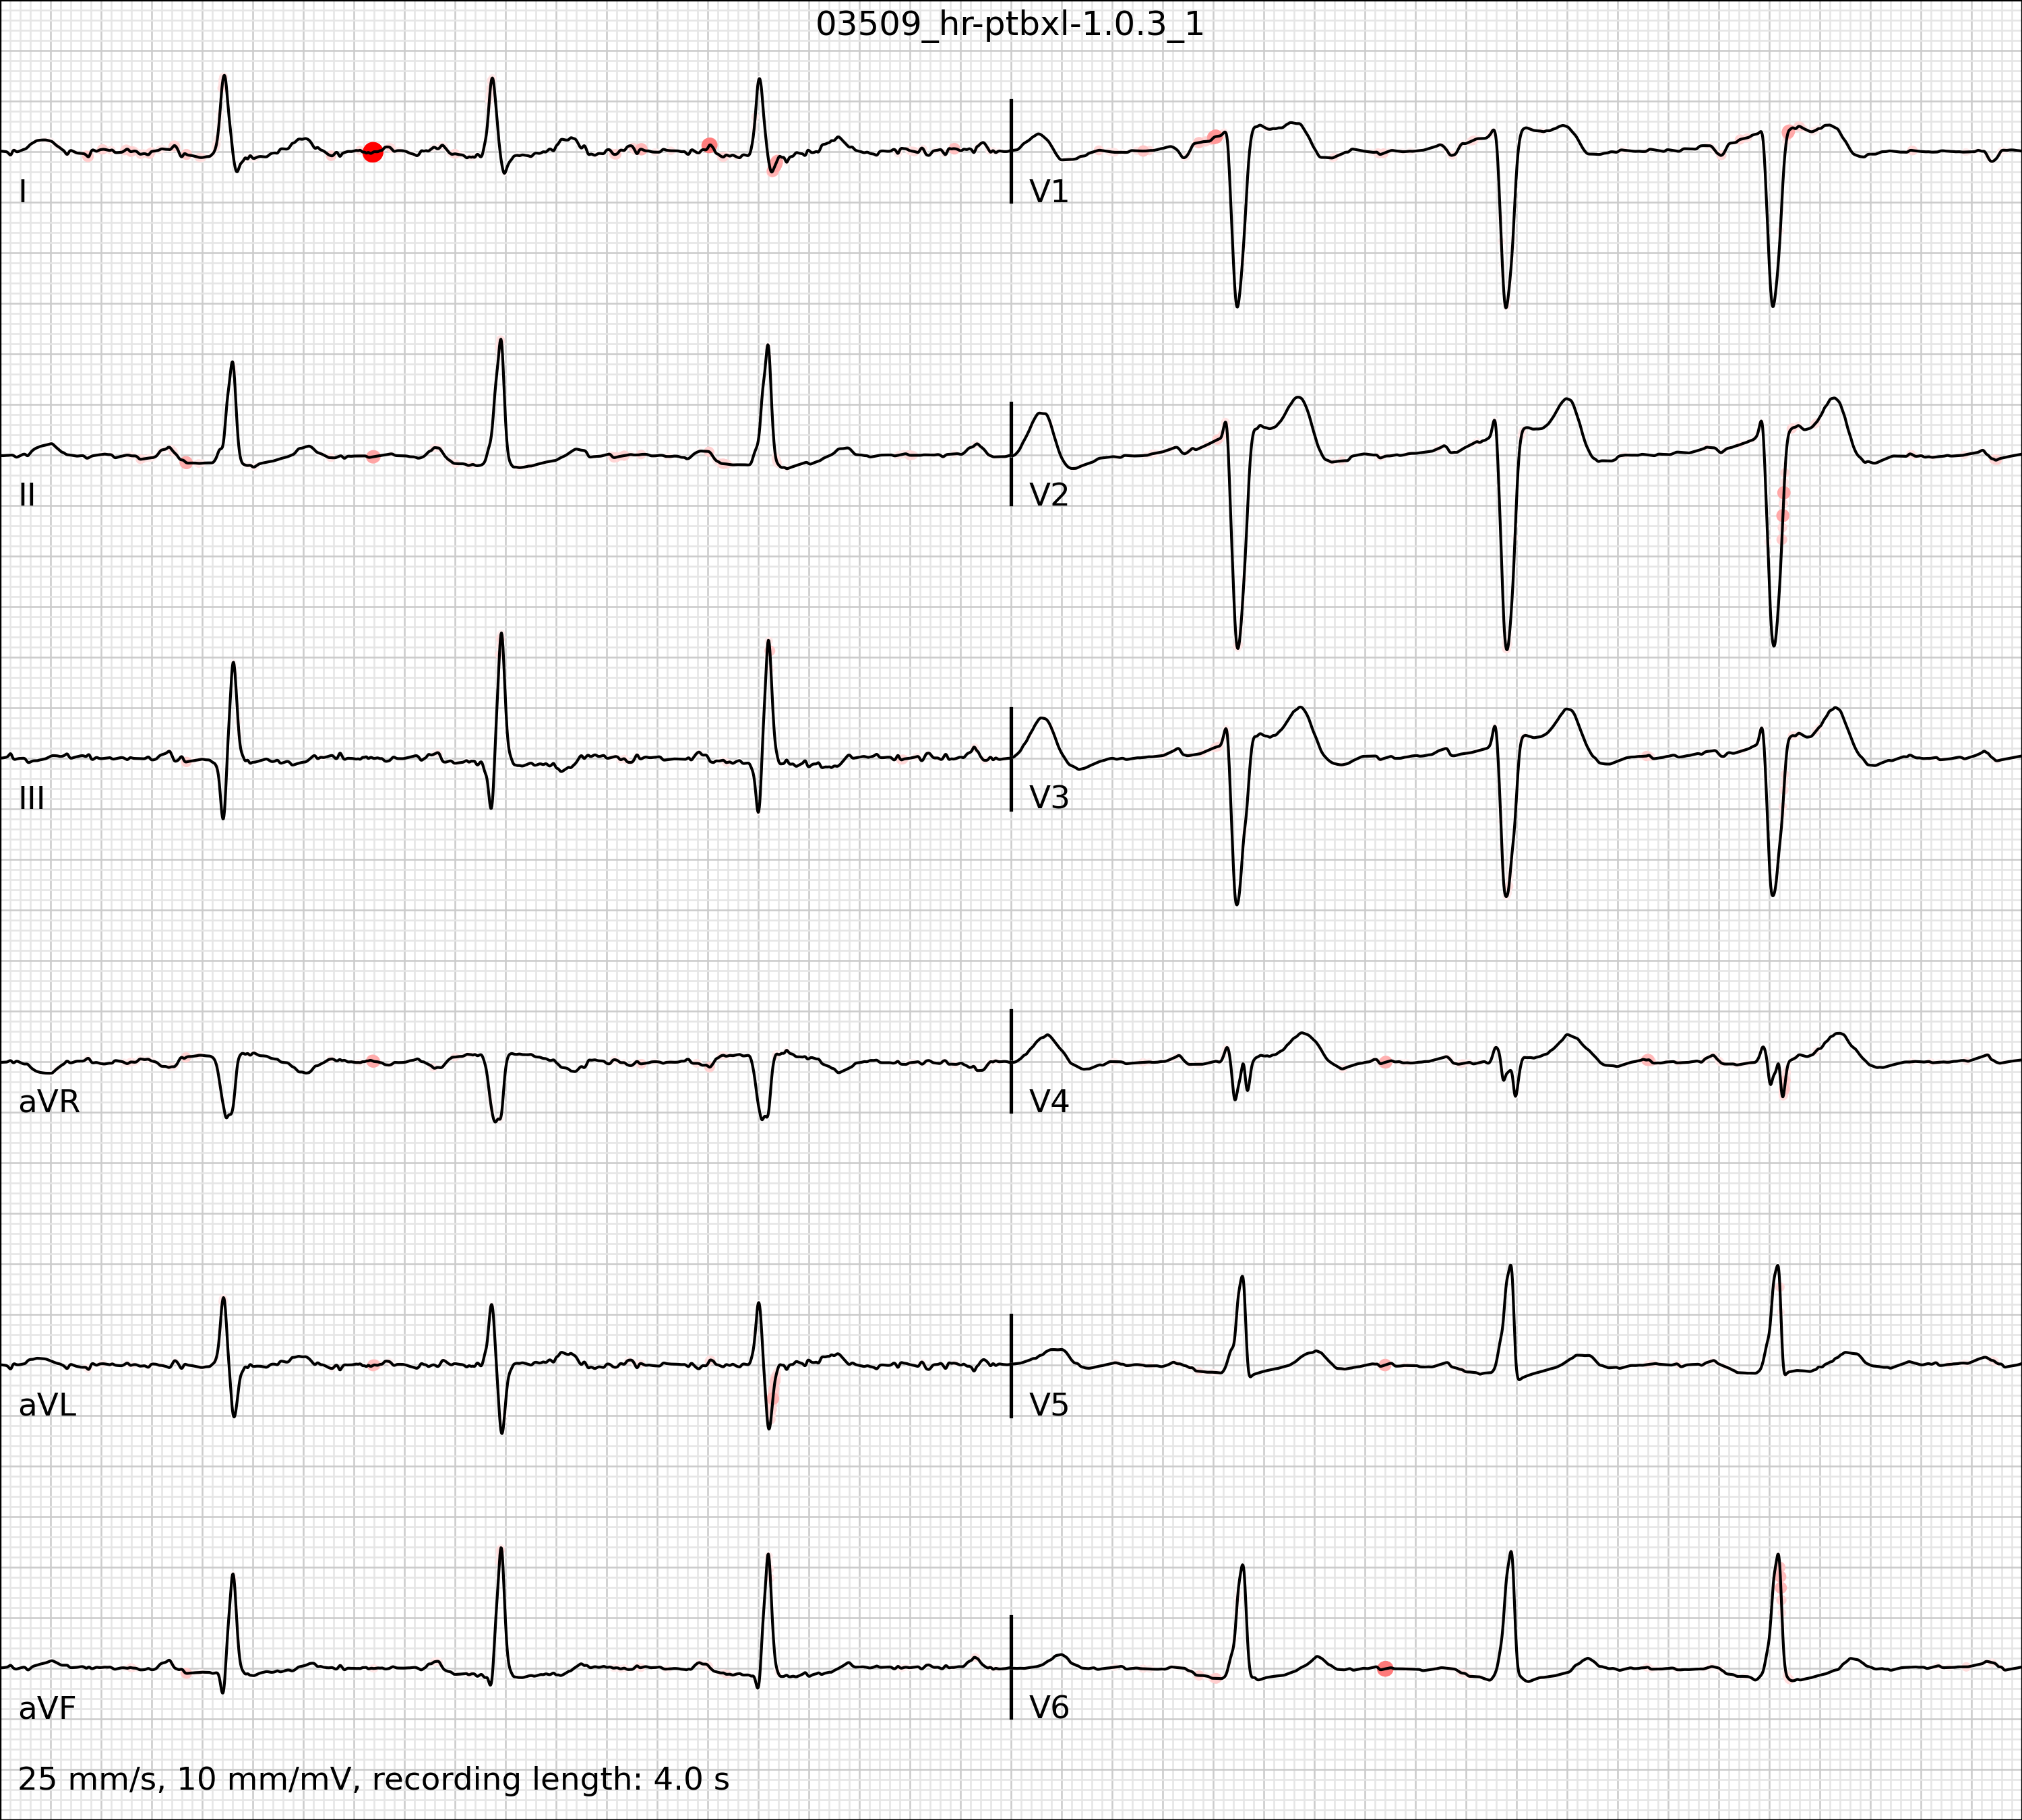 03509_hr-ptbxl-1.0.3_1
I
V1
II
V2
III
V3
aVR
V4
aVL
V5
aVF
V6
25 mm/s, 10 mm/mV, recording length: 4.0 s